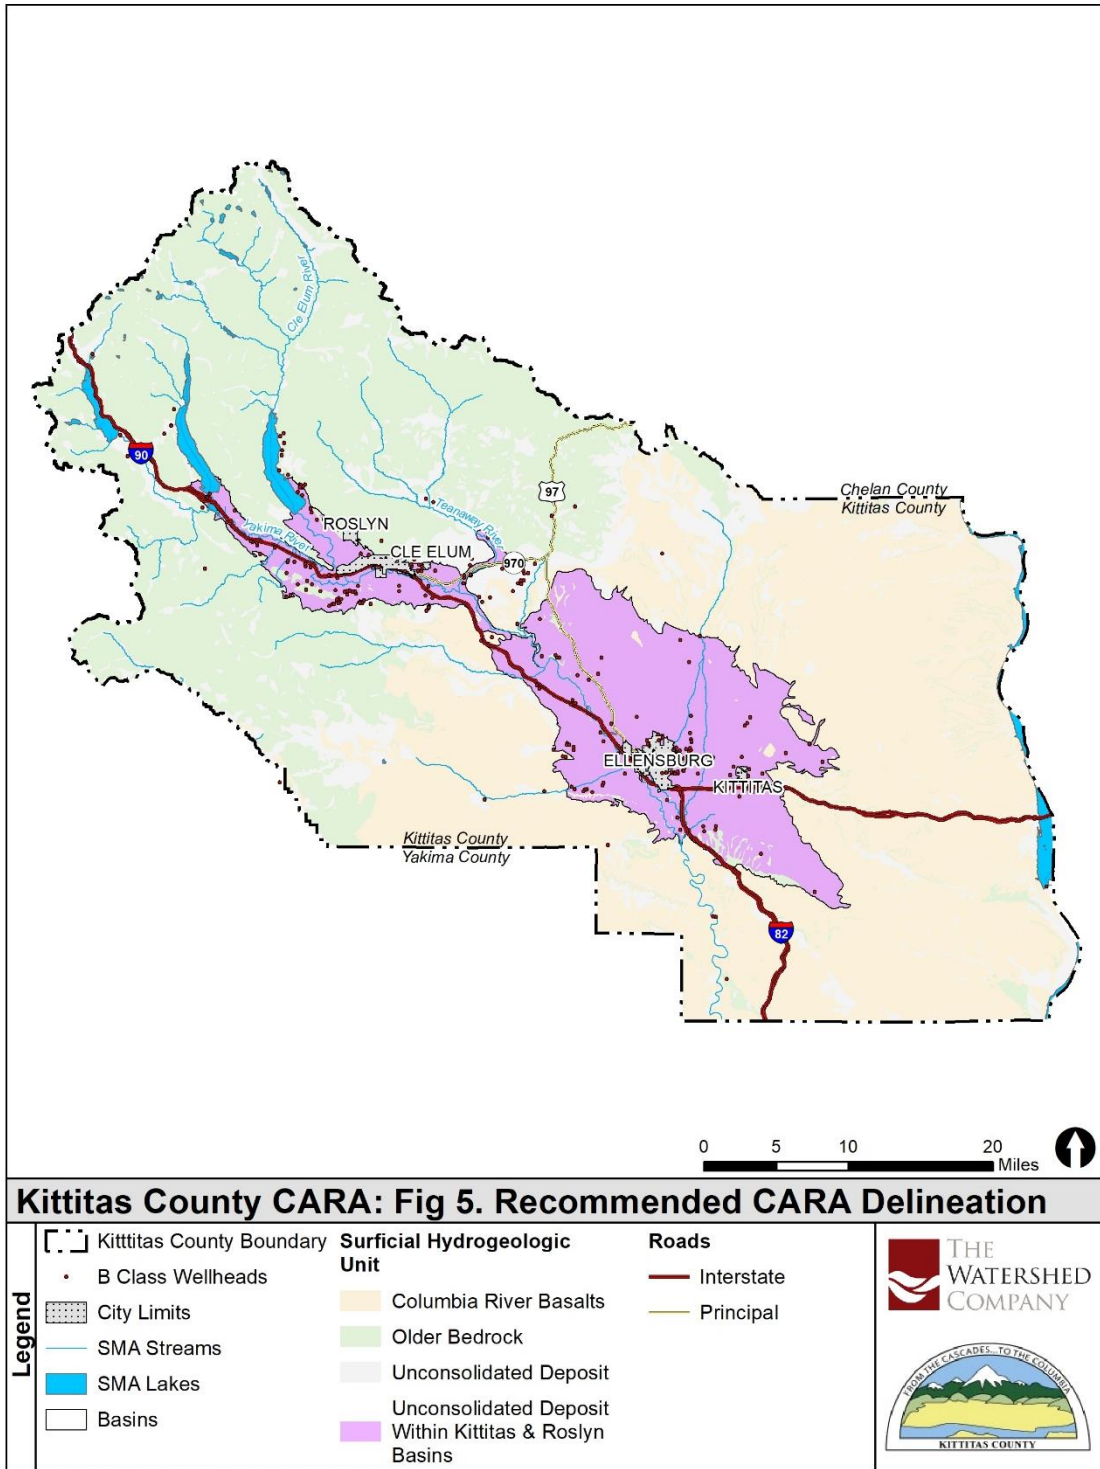 Cle Elum River
90
97
Chelan County
Kittitas County
Teanaway River
ROSLYN
Yakima River
CLE ELUM
970
ELLENSBURG
KITTITAS
Kittitas County
Yakima County
82
0 5 10 20
Miles
Kittitas County CARA: Fig 5. Recommended CARA Delineation
Legend
Kitttitas County Boundary
B Class Wellheads
City Limits
SMA Streams
SMA Lakes
Basins
Surficial Hydrogeologic
Unit
Columbia River Basalts
Older Bedrock
Unconsolidated Deposit
Unconsolidated Deposit
Within Kittitas & Roslyn
Basins
Roads
Interstate
Principal
THE
WATERSHED
COMPANY
FROM THE CASCADES...TO THE COLUMBIA
KITTITAS COUNTY